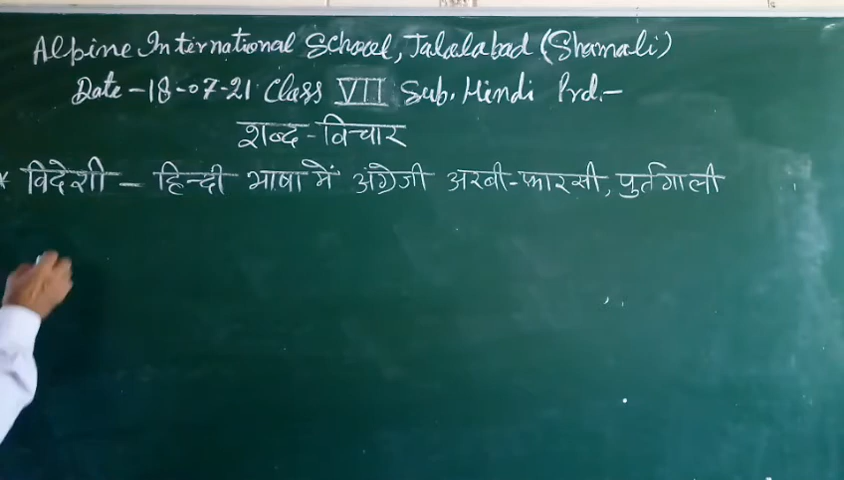 Alpine International School, Jalalabad (Shamali)
Date - 18-07-21 Class VII Sub. Hindi Prd.-
शब्द - विचार
* विदेशी - हिन्दी भाषा में अंग्रेजी अरबी-फारसी, पुर्तगाली